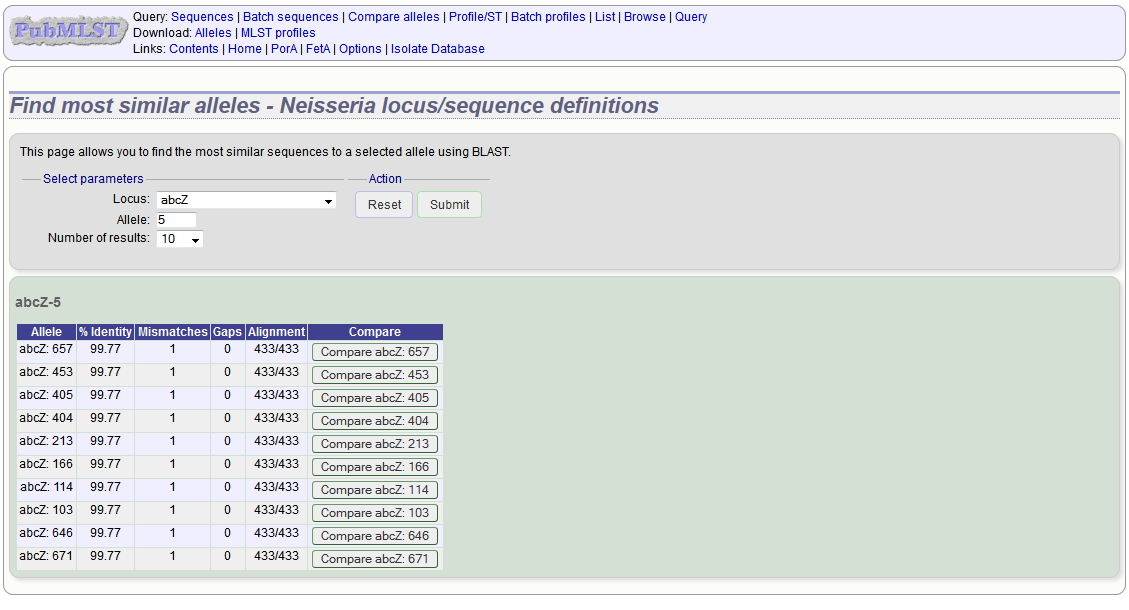 PubMLST
Query: Sequences | Batch sequences | Compare alleles | Profile/ST | Batch profiles | List | Browse | Query
Download: Alleles | MLST profiles
Links: Contents | Home | PorA | FetA | Options | Isolate Database
Find most similar alleles - Neisseria locus/sequence definitions
This page allows you to find the most similar sequences to a selected allele using BLAST.
Select parameters Action
Locus: abcZ Reset Submit
Allele: 5
Number of results: 10
abcZ-5
Allele % Identity Mismatches Gaps Alignment Compare
abcZ: 657 99.77 1 0 433/433 Compare abcZ: 657
abcZ: 453 99.77 1 0 433/433 Compare abcZ: 453
abcZ: 405 99.77 1 0 433/433 Compare abcZ: 405
abcZ: 404 99.77 1 0 433/433 Compare abcZ: 404
abcZ: 213 99.77 1 0 433/433 Compare abcZ: 213
abcZ: 166 99.77 1 0 433/433 Compare abcZ: 166
abcZ: 114 99.77 1 0 433/433 Compare abcZ: 114
abcZ: 103 99.77 1 0 433/433 Compare abcZ: 103
abcZ: 646 99.77 1 0 433/433 Compare abcZ: 646
abcZ: 671 99.77 1 0 433/433 Compare abcZ: 671